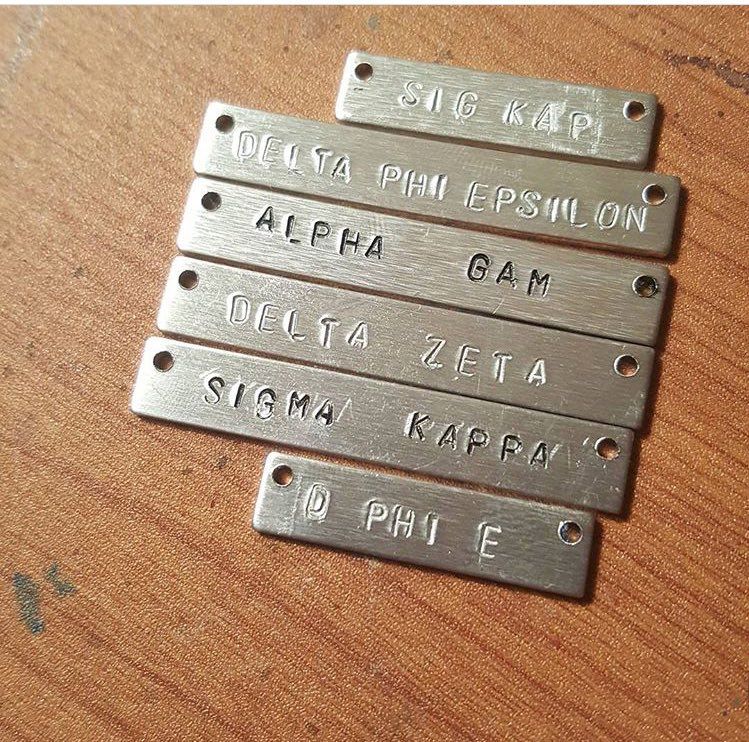 SIG KAP
DELTA PHI EPSILON
ALPHA GAM
DELTA ZETA
SIGMA KAPPA
D PHI E